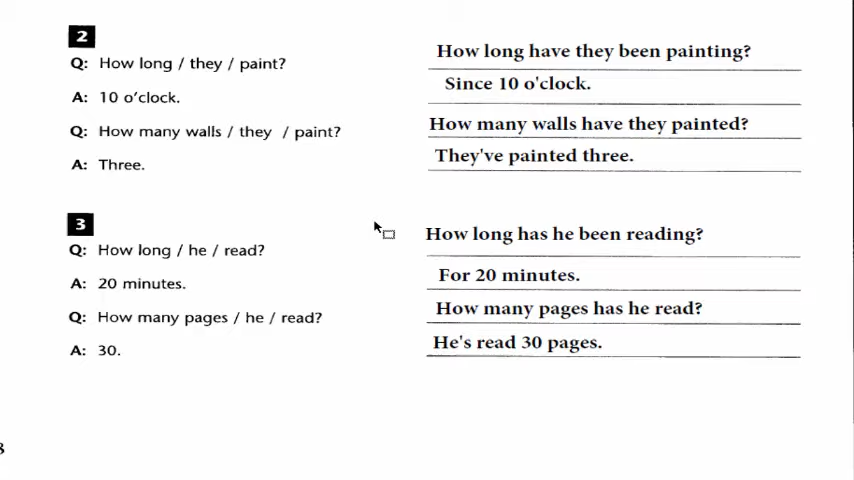 2
Q: How long / they / paint?
How long have they been painting?
A: 10 o'clock.
Since 10 o'clock.
Q: How many walls / they / paint?
How many walls have they painted?
A: Three.
They've painted three.
3
Q: How long / he / read?
How long has he been reading?
A: 20 minutes.
For 20 minutes.
Q: How many pages / he / read?
How many pages has he read?
A: 30.
He's read 30 pages.